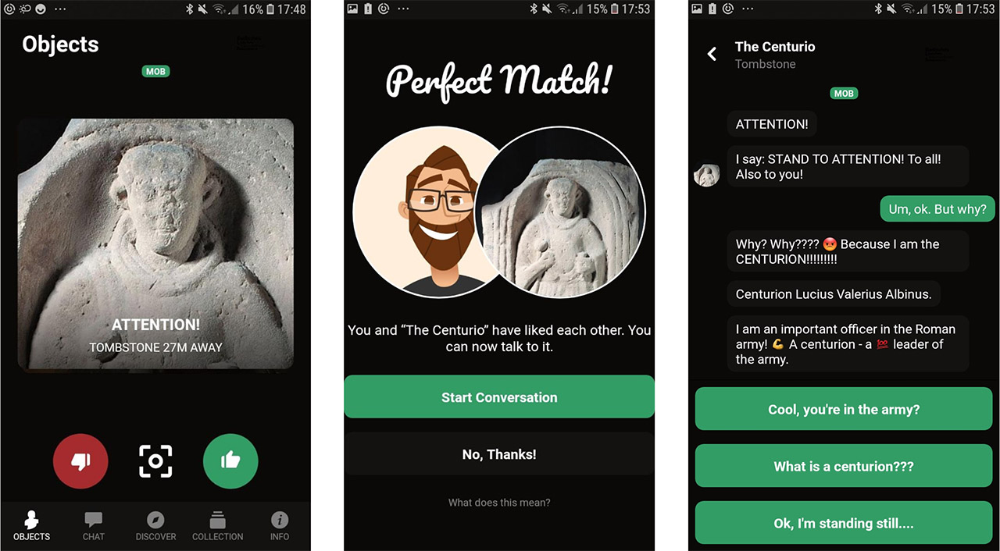 16% 17:48
Objects
MOB
ATTENTION!
TOMBSTONE 27M AWAY
OBJECTS
CHAT
DISCOVER
COLLECTION
INFO
15% 17:53
Perfect Match!
You and “The Centurio” have liked each other. You
can now talk to it.
Start Conversation
No, Thanks!
What does this mean?
15% 17:53
The Centurio
Tombstone
MOB
ATTENTION!
I say: STAND TO ATTENTION! To all!
Also to you!
Um, ok. But why?
Why? Why???? 😡 Because I am the
CENTURION!!!!!!!!!
Centurion Lucius Valerius Albinus.
I am an important officer in the Roman
army! 💪 A centurion - a 💯 leader of
the army.
Cool, you're in the army?
What is a centurion???
Ok, I'm standing still....